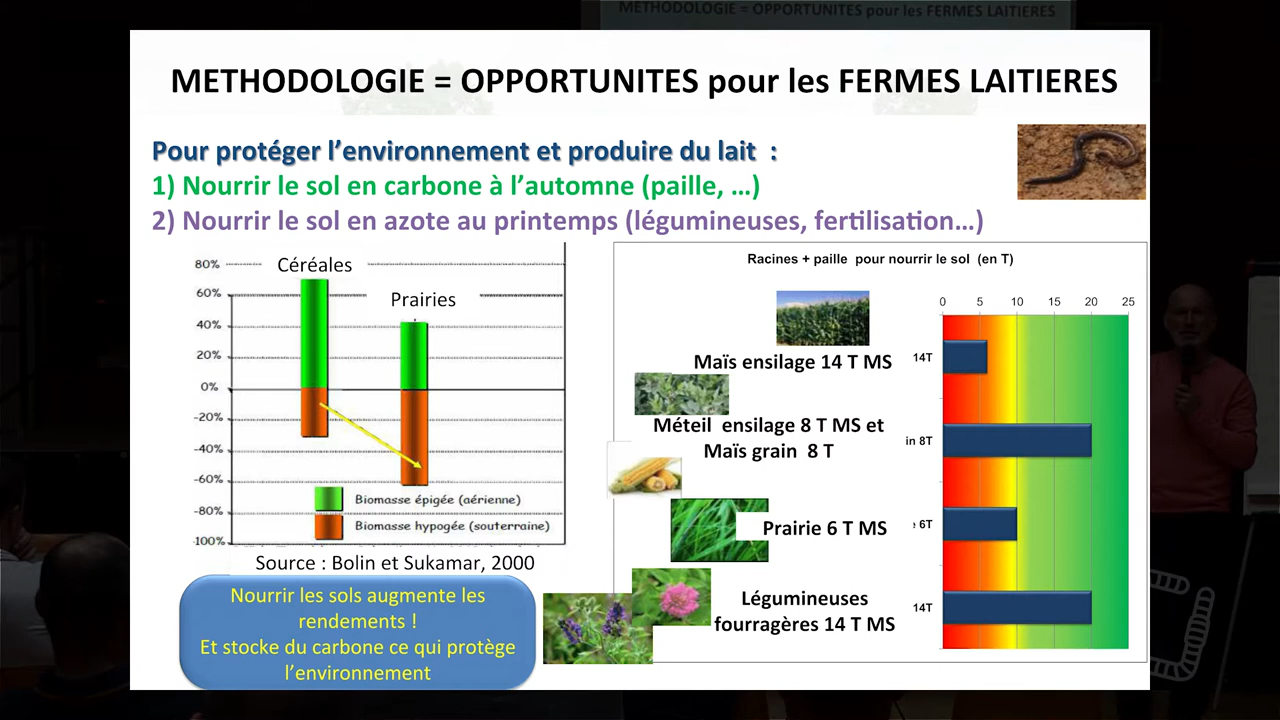 METHODOLOGIE = OPPORTUNITES pour les FERMES LAITIERES
METHODOLOGIE = OPPORTUNITES pour les FERMES LAITIERES
Pour protéger l'environnement et produire du lait :
1) Nourrir le sol en carbone à l'automne (paille, …)
2) Nourrir le sol en azote au printemps (légumineuses, fertilisation…)
80%
60%
40%
20%
0%
-20%
-40%
-60%
-80%
-100%
Céréales
Prairies
Biomasse épigée (aérienne)
Biomasse hypogée (souterraine)
Source : Bolin et Sukamar, 2000
Nourrir les sols augmente les
rendements !
Et stocke du carbone ce qui protège
l'environnement
Racines + paille pour nourrir le sol (en T)
0 5 10 15 20 25
Maïs ensilage 14 T MS
14T
Méteil ensilage 8 T MS et
Maïs grain 8 T
in 8T
Prairie 6 T MS
6T
Légumineuses
fourragères 14 T MS
14T